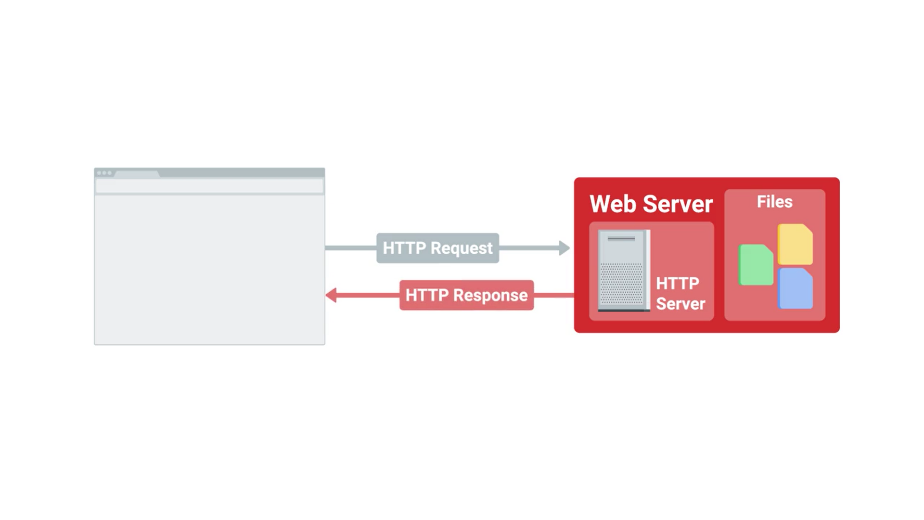 HTTP Request
HTTP Response
Web Server
HTTP
Server
Files